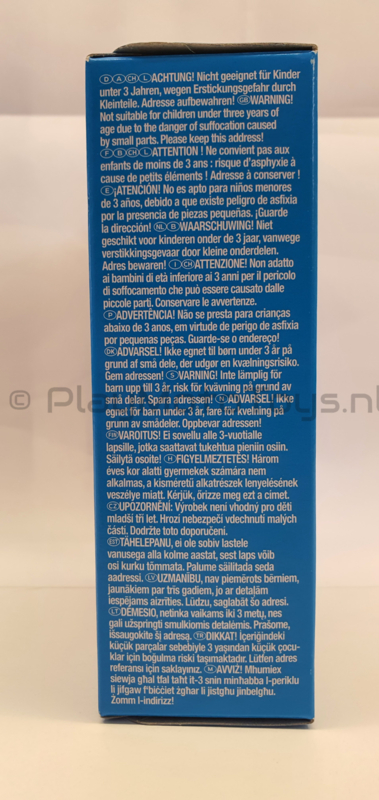 D A CH L ACHTUNG! Nicht geeignet für Kinder
unter 3 Jahren, wegen Erstickungsgefahr durch
Kleinteile. Adresse aufbewahren! GB WARNING!
Not suitable for children under three years of
age due to the danger of suffocation caused
by small parts. Please keep this address!
F B CH L ATTENTION ! Ne convient pas aux
enfants de moins de 3 ans : risque d'asphyxie à
cause de petits éléments ! Adresse à conserver !
E ¡ATENCIÓN! No es apto para niños menores
de 3 años, debido a que existe peligro de asfixia
por la presencia de piezas pequeñas. ¡Guarde
la dirección! NL B WAARSCHUWING! Niet
geschikt voor kinderen onder de 3 jaar, vanwege
verstikkingsgevaar door kleine onderdelen.
Adres bewaren! I CH ATTENZIONE! Non adatto
ai bambini di età inferiore ai 3 anni per il pericolo
di soffocamento che può essere causato dalle
piccole parti. Conservare le avvertenze.
P ADVERTÊNCIA! Não se presta para crianças
abaixo de 3 anos, em virtude de perigo de asfixia
por pequenas peças. Guarde-se o endereço!
DK ADVARSEL! Ikke egnet til børn under 3 år på
grund af små dele, der udgør en kvælningsrisiko.
Gem adressen! S VARNING! Inte lämplig för
barn upp till 3 år, risk för kvävning på grund av
små delar. Spara adressen! N ADVARSEL! ikke
egnet for barn under 3 år, fare for kvelning på
grunn av smådeler. Oppbevar adressen!
FIN VAROITUS! Ei sovellu alle 3-vuotialle
lapsille, jotka saattavat tukehtua pieniin osiin.
Säilytä osoite! H FIGYELMEZTETÉS! Három
éves kor alatti gyermekek számára nem
alkalmas, a kisméretű alkatrészek lenyelésének
veszélye miatt. Kérjük, őrizze meg ezt a címet.
CZ UPOZORNĚNÍ: Výrobek není vhodný pro děti
mladší tří let. Hrozí nebezpečí vdechnutí malých
částí. Dodržte toto doporučení.
EST TÄHELEPANU, ei ole sobiv lastele
vanusega alla kolme aastat, sest laps võib
osi kurku tõmmata. Palume säilitada seda
aadressi. LV UZMANĪBU, nav piemērots bērniem,
jaunākiem par tris gadiem, jo ar detaļām
iespējams aizrīties. Lūdzu, saglabāt šo adresi.
LT DĖMESIO, netinka vaikams iki 3 metų, nes
gali užspringti smulkiomis detalėmis. Prašome,
išsaugokite šį adresą. TR DIKKAT! İçeriğindeki
küçük parçalar sebebiyle 3 yaşından küçük çocu-
klar için boğulma riski taşımaktadır. Lütfen adres
referansı için saklayınız. M AVVIŻ! Mhumiex
siewja għal tfal taħt it-3 snin minħabba l-periklu
li jifgaw f'biċċiet żgħar li jistgħu jinbelgħu.
Żomm l-indirizz!